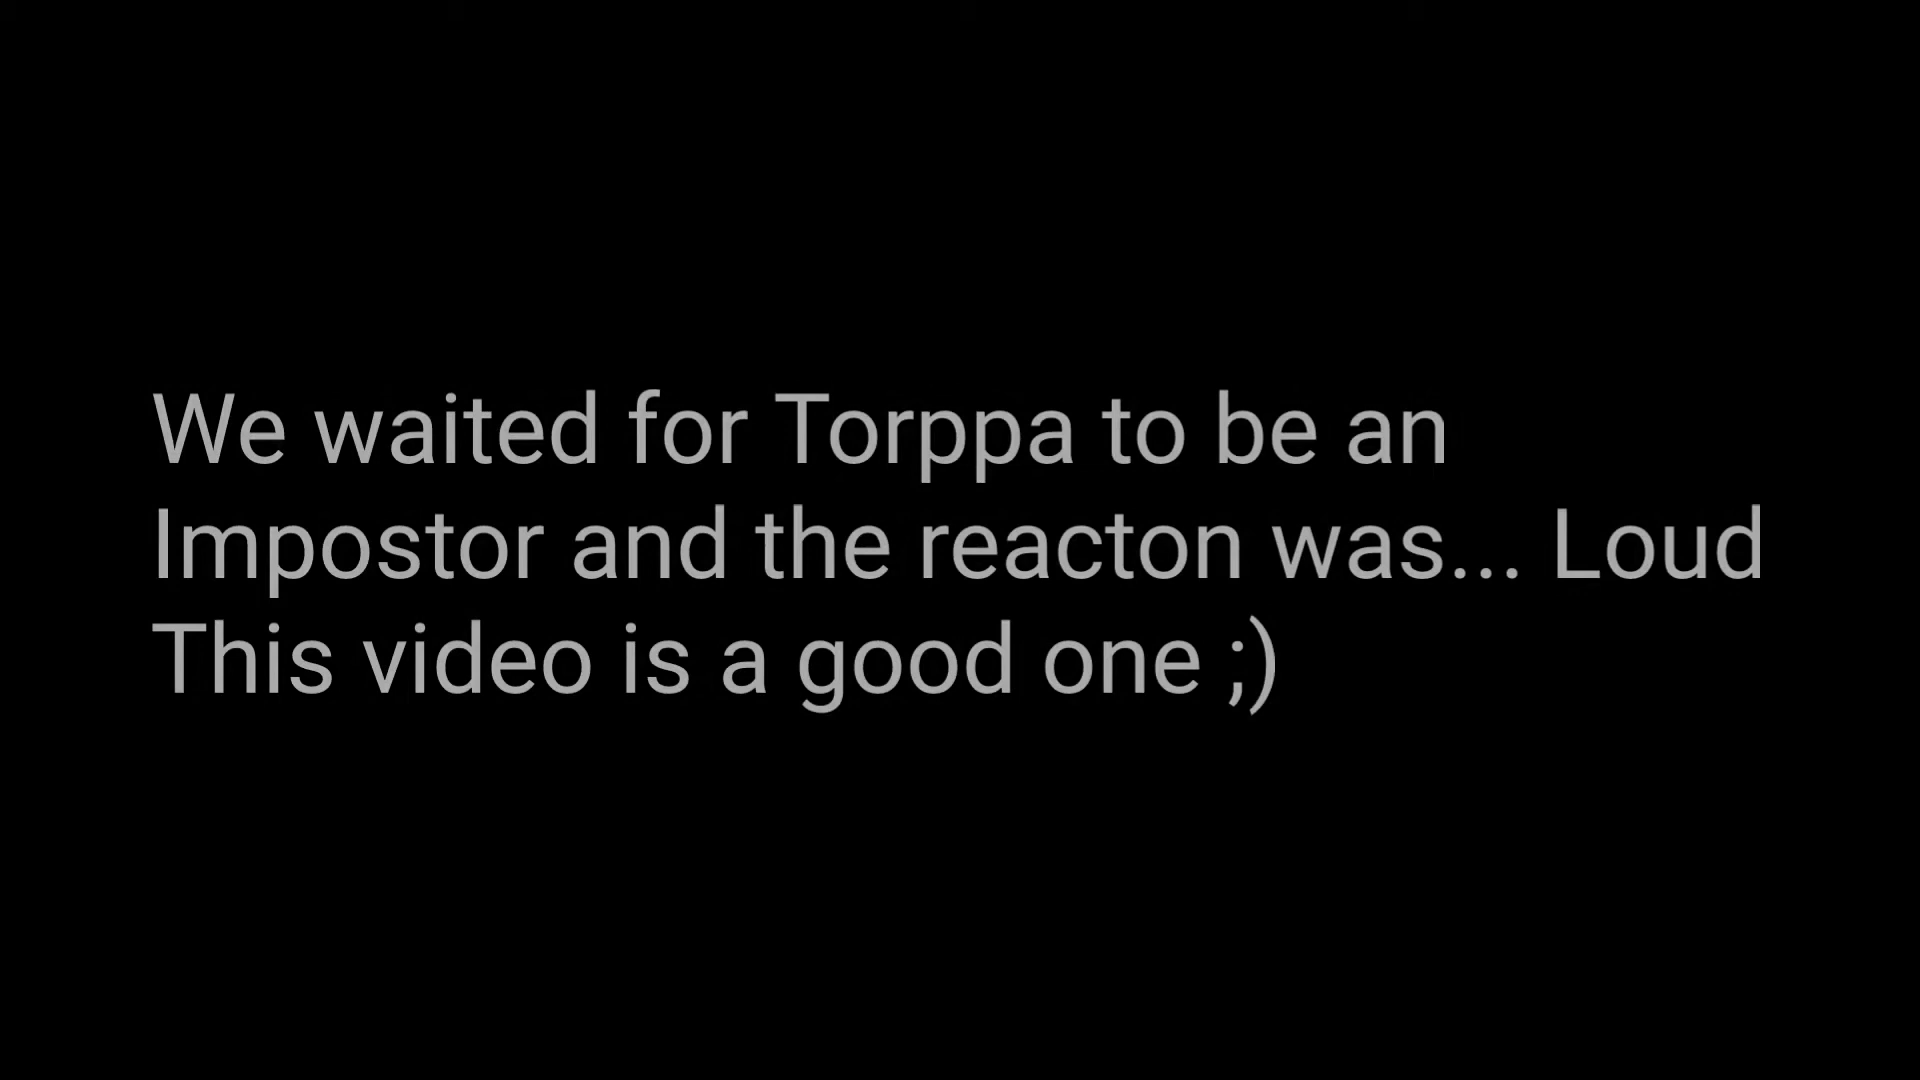 We waited for Torppa to be an
Impostor and the reacton was... Loud
This video is a good one ;)